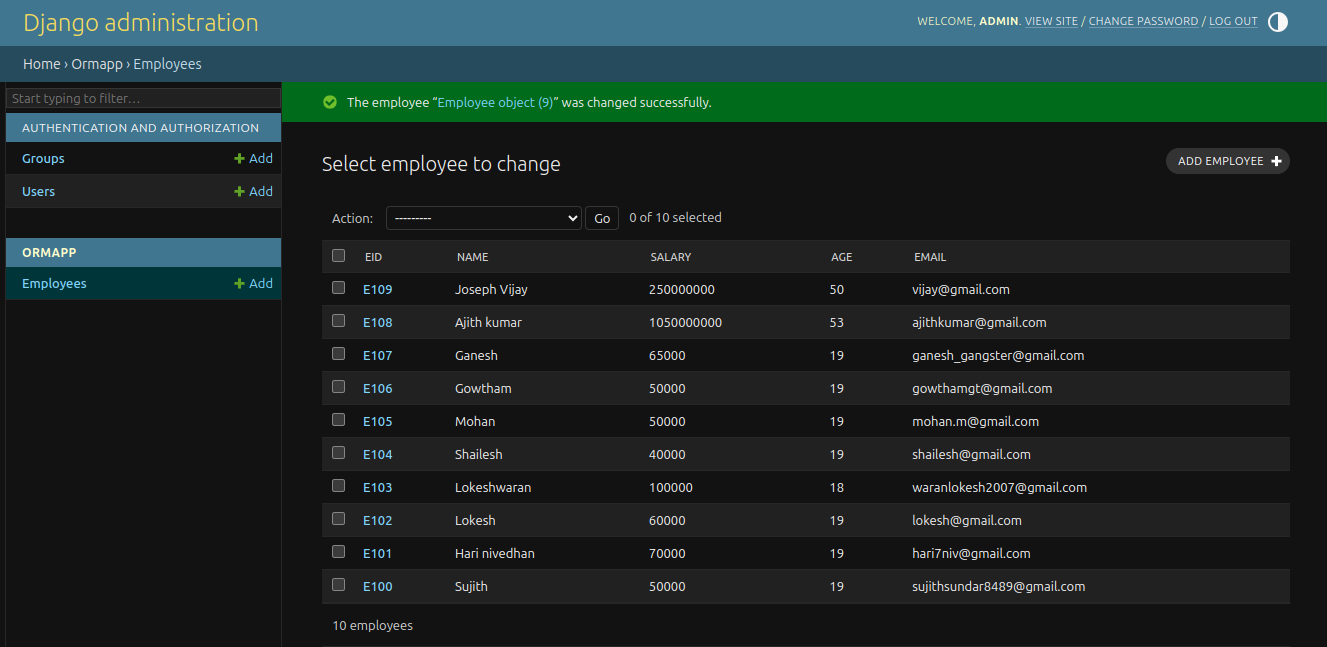 Django administration
WELCOME, ADMIN. VIEW SITE / CHANGE PASSWORD / LOG OUT
Home › Ormapp › Employees
Start typing to filter…
AUTHENTICATION AND AUTHORIZATION
Groups + Add
Users + Add
ORMAPP
Employees + Add
The employee “Employee object (9)” was changed successfully.
Select employee to change
ADD EMPLOYEE +
Action: --------- Go 0 of 10 selected
EID NAME SALARY AGE EMAIL
E109 Joseph Vijay 250000000 50 vijay@gmail.com
E108 Ajith kumar 1050000000 53 ajithkumar@gmail.com
E107 Ganesh 65000 19 ganesh_gangster@gmail.com
E106 Gowtham 50000 19 gowthamgt@gmail.com
E105 Mohan 50000 19 mohan.m@gmail.com
E104 Shailesh 40000 19 shailesh@gmail.com
E103 Lokeshwaran 100000 18 waranlokesh2007@gmail.com
E102 Lokesh 60000 19 lokesh@gmail.com
E101 Hari nivedhan 70000 19 hari7niv@gmail.com
E100 Sujith 50000 19 sujithsundar8489@gmail.com
10 employees